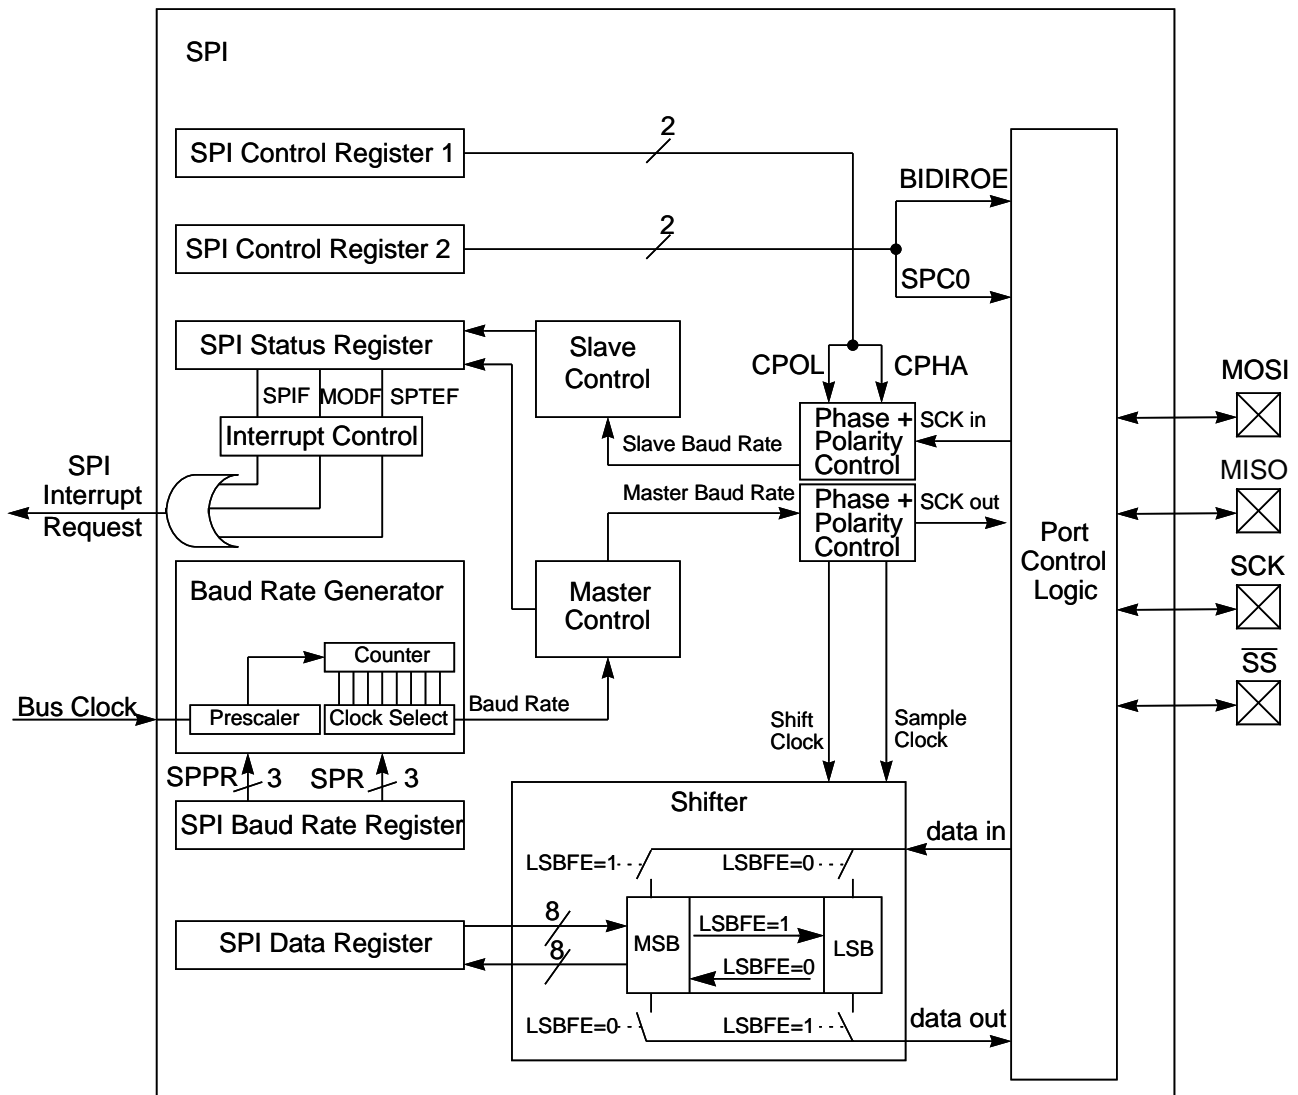 SPI
SPI Control Register 1
2
BIDIROE
SPI Control Register 2
2
SPC0
SPI Status Register
Slave
Control
CPOL
CPHA
MOSI
SPIF
MODF
SPTEF
Interrupt Control
Slave Baud Rate
Phase +
Polarity
Control
SCK in
SPI
Interrupt
Request
MISO
Master Baud Rate
Phase +
Polarity
Control
SCK out
Port
Control
Logic
SCK
Baud Rate Generator
Master
Control
SS
Counter
Bus Clock
Prescaler
Clock Select
Baud Rate
Shift
Clock
Sample
Clock
SPPR
3
SPR
3
SPI Baud Rate Register
Shifter
data in
LSBFE=1
LSBFE=0
SPI Data Register
8
8
MSB
LSBFE=1
LSBFE=0
LSB
LSBFE=0
LSBFE=1
data out